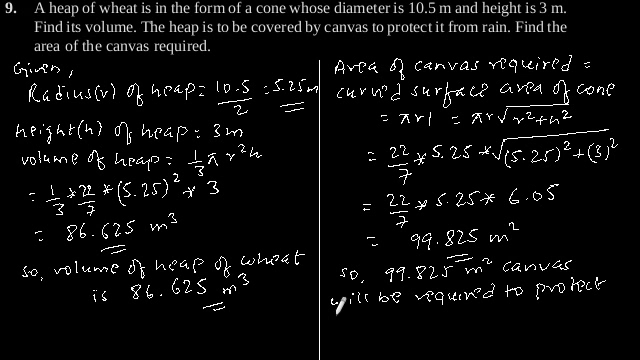 9. A heap of wheat is in the form of a cone whose diameter is 10.5 m and height is 3 m.
Find its volume. The heap is to be covered by canvas to protect it from rain. Find the
area of the canvas required.
Given,
Radius(r) of heap = 10.5/2 = 5.25m
height(h) of heap = 3m
volume of heap = 1/3 π r²h
= 1/3 * 22/7 * (5.25)² * 3
= 86.625 m³
so, volume of heap of wheat
is 86.625 m³
Area of canvas required =
curved surface area of cone
= πrl = πr√(r²+h²)
= 22/7 * 5.25 * √((5.25)²+(3)²)
= 22/7 * 5.25 * 6.05
= 99.825 m²
so, 99.825 m² canvas
will be required to protect